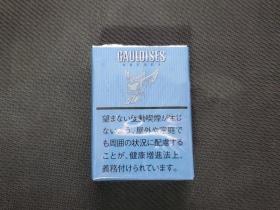 GAULOISES
望まない受動喫煙が生じ
ないよう、屋外や家庭で
も周囲の状況に配慮する
ことが、健康増進法上、
義務付けられています。